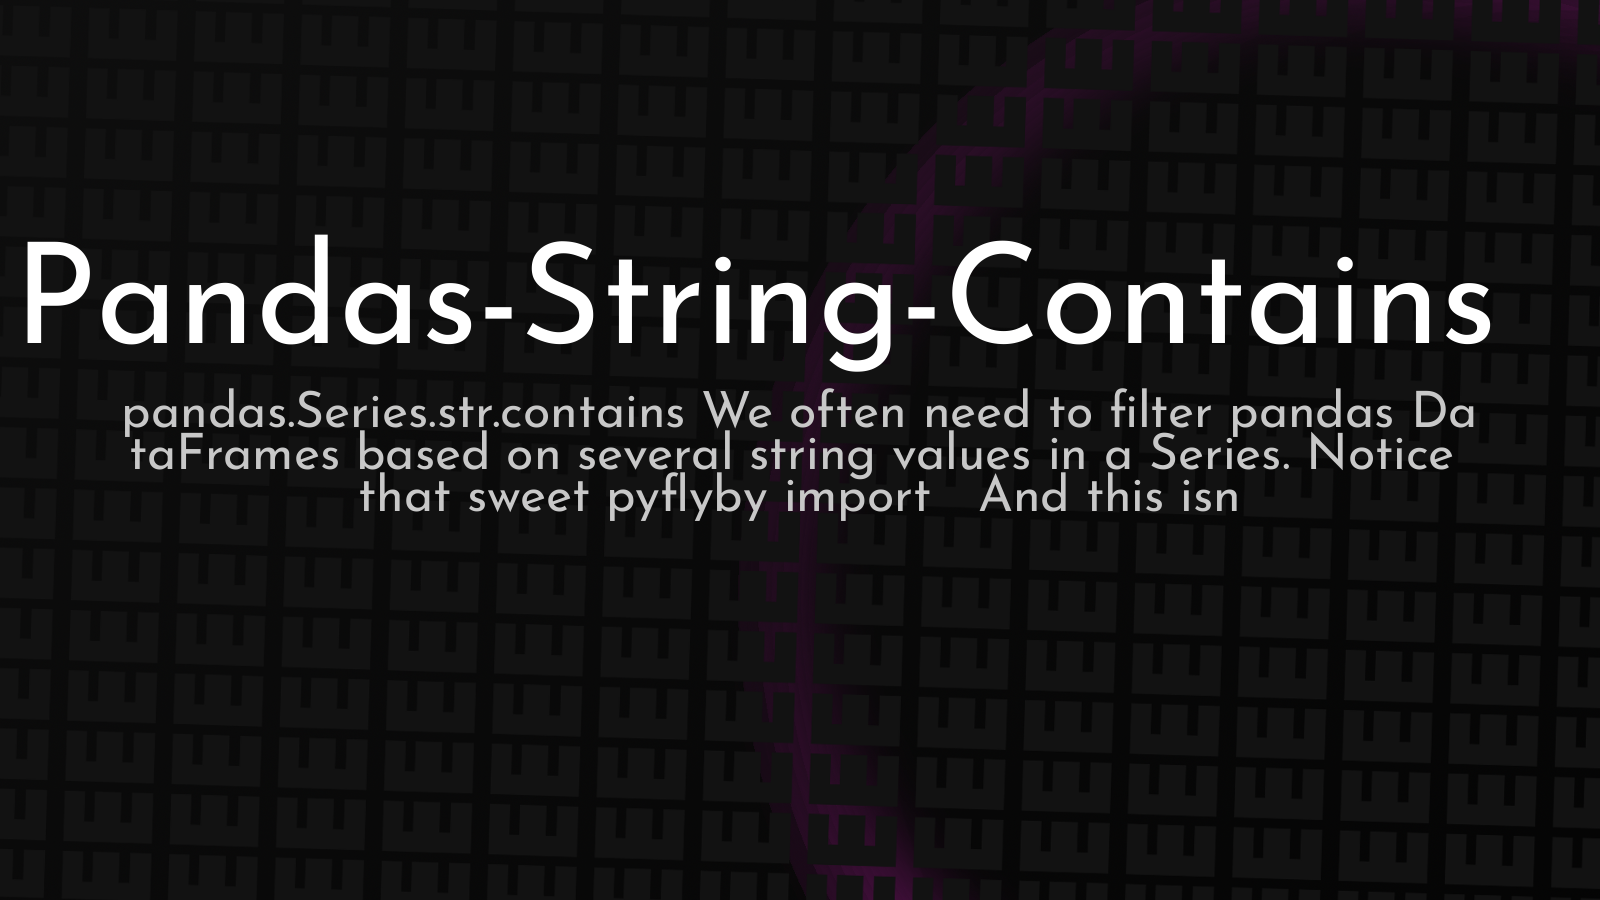 Pandas-String-Contains
pandas.Series.str.contains We often need to filter pandas Da
taFrames based on several string values in a Series. Notice
that sweet pyflyby import   And this isn